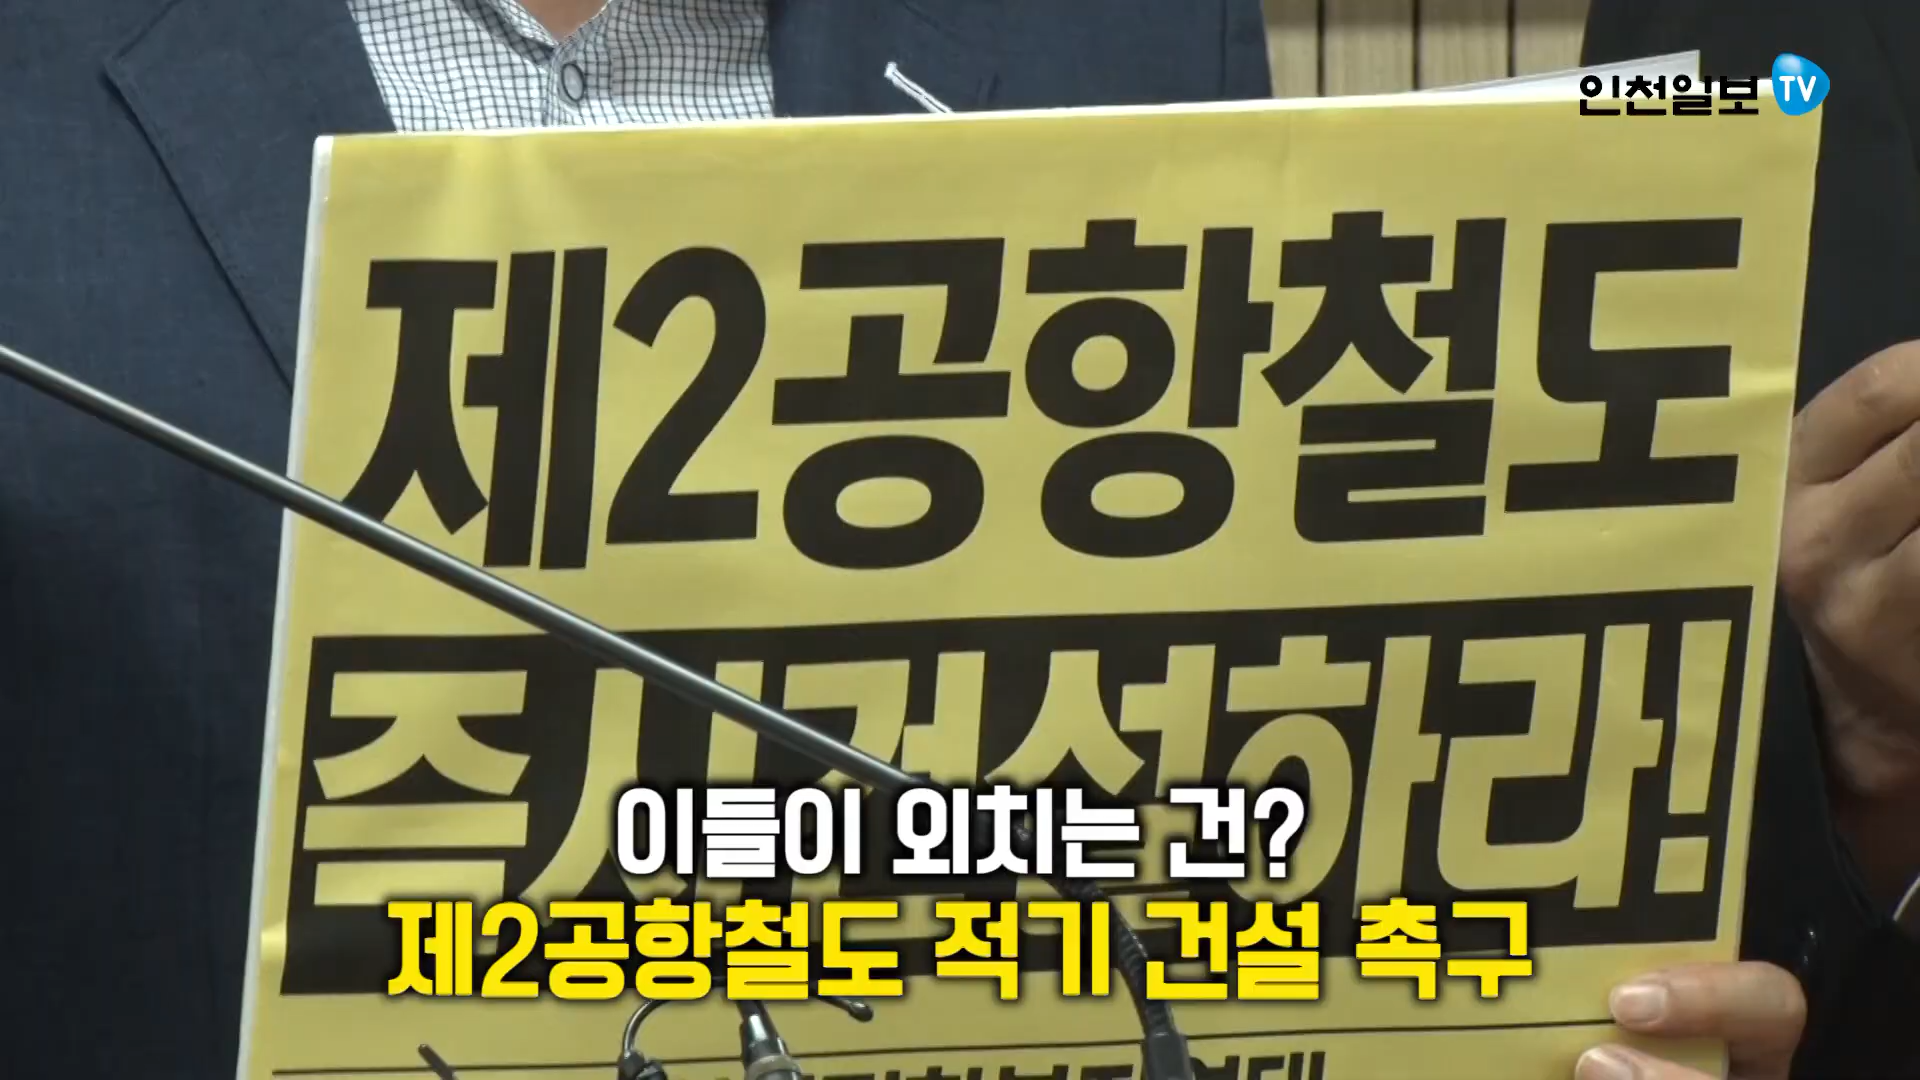 인천일보 TV
제2공항철도
즉시건설하라!
이들이 외치는 건?
제2공항철도 적기 건설 촉구